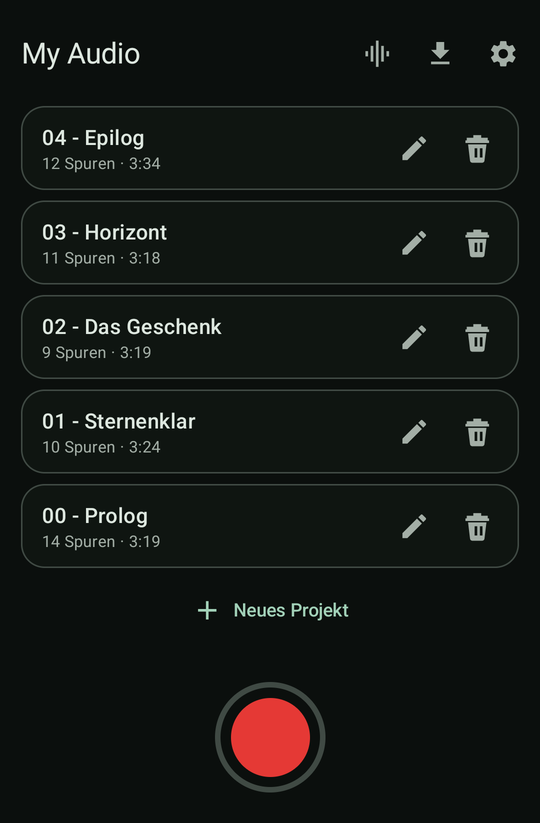 My Audio
04 - Epilog
12 Spuren · 3:34
03 - Horizont
11 Spuren · 3:18
02 - Das Geschenk
9 Spuren · 3:19
01 - Sternenklar
10 Spuren · 3:24
00 - Prolog
14 Spuren · 3:19
Neues Projekt